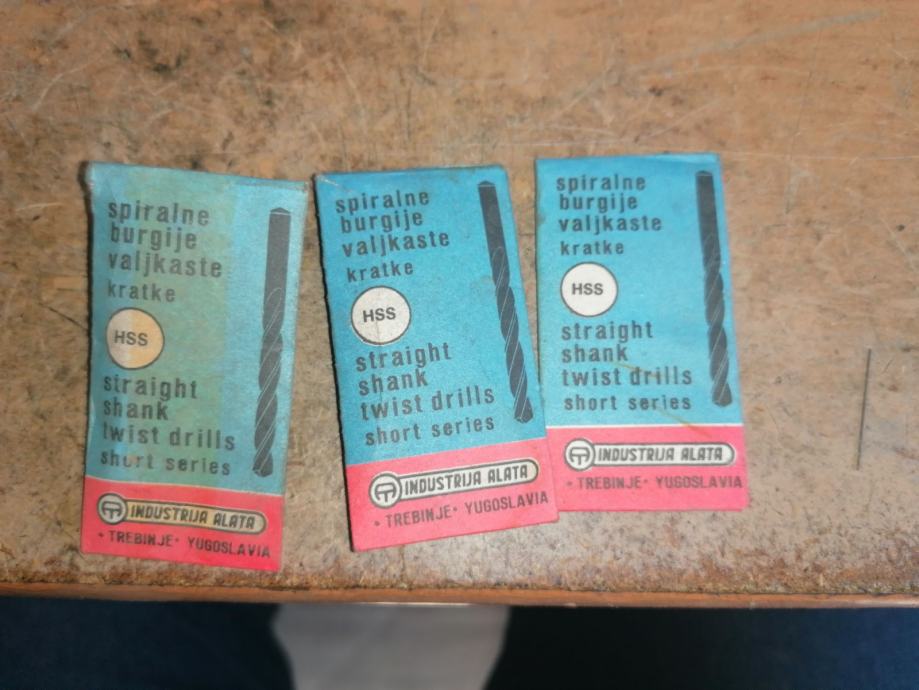 spiralne
burgije
valjkaste
kratke
HSS
straight
shank
twist drills
short series
INDUSTRIJA ALATA
• TREBINJE • YUGOSLAVIA
spiralne
burgije
valjkaste
kratke
HSS
straight
shank
twist drills
short series
INDUSTRIJA ALATA
• TREBINJE • YUGOSLAVIA
spiralne
burgije
valjkaste
kratke
HSS
straight
shank
twist drills
short series
INDUSTRIJA ALATA
• TREBINJE • YUGOSLAVIA